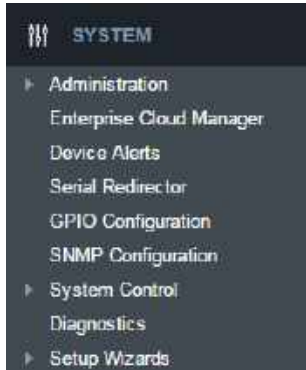 SYSTEM
Administration
Enterprise Cloud Manager
Device Alerts
Serial Redirector
GPIO Configuration
SNMP Configuration
System Control
Diagnostics
Setup Wizards